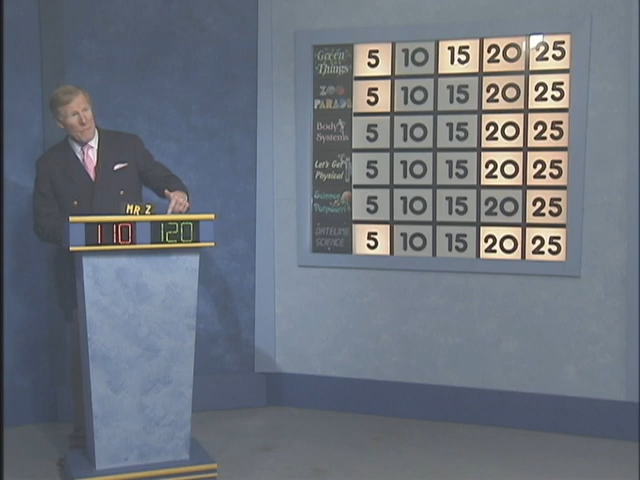 Green Things 5 10 15 20 25
ZOO PARADE 5 10 15 20 25
Body Systems 5 10 15 20 25
Let's Get Physical 5 10 15 20 25
Science 5 10 15 20 25
DATELINE SCIENCE 5 10 15 20 25
MR Z
110 120